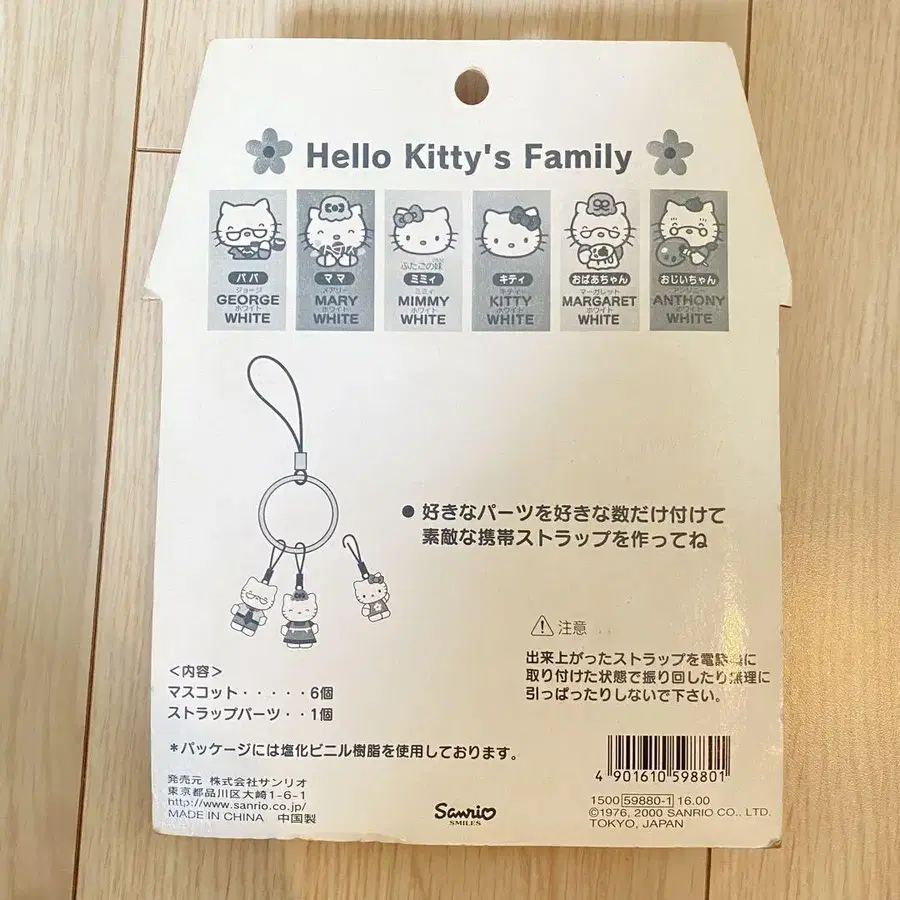 Hello Kitty's Family
パパ
ジョージ
GEORGE
ホワイト
WHITE
ママ
メアリー
MARY
ホワイト
WHITE
ふたごの妹
ミミィ
ミミィ
MIMMY
ホワイト
WHITE
キティ
キティ
KITTY
ホワイト
WHITE
おばあちゃん
マーガレット
MARGARET
ホワイト
WHITE
おじいちゃん
アンソニー
ANTHONY
ホワイト
WHITE
●好きなパーツを好きな数だけ付けて
素敵な携帯ストラップを作ってね
注意
出来上がったストラップを電話に
取り付けた状態で振り回したり無理に
引っぱったりしないで下さい。
<内容>
マスコット・・・・・6個
ストラップパーツ・・1個
*パッケージには塩化ビニル樹脂を使用しております。
発売元 株式会社サンリオ
東京都品川区大崎1-6-1
http://www.sanrio.co.jp/
MADE IN CHINA 中国製
Sanrio
SMILES
4 901610 598801
1500 59880-1 16.00
©1976, 2000 SANRIO CO., LTD.
TOKYO, JAPAN